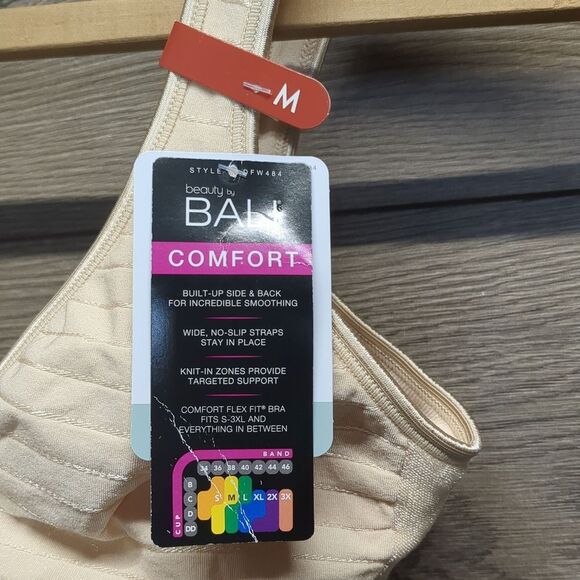 M
STYLE
DFW484
beauty by
BALI
COMFORT
BUILT-UP SIDE & BACK
FOR INCREDIBLE SMOOTHING
WIDE, NO-SLIP STRAPS
STAY IN PLACE
KNIT-IN ZONES PROVIDE
TARGETED SUPPORT
COMFORT FLEX FIT® BRA
FITS S-3XL AND
EVERYTHING IN BETWEEN
BAND
34 36 38 40 42 44 46
B
C S M L XL 2X 3X
D
DD
CUP